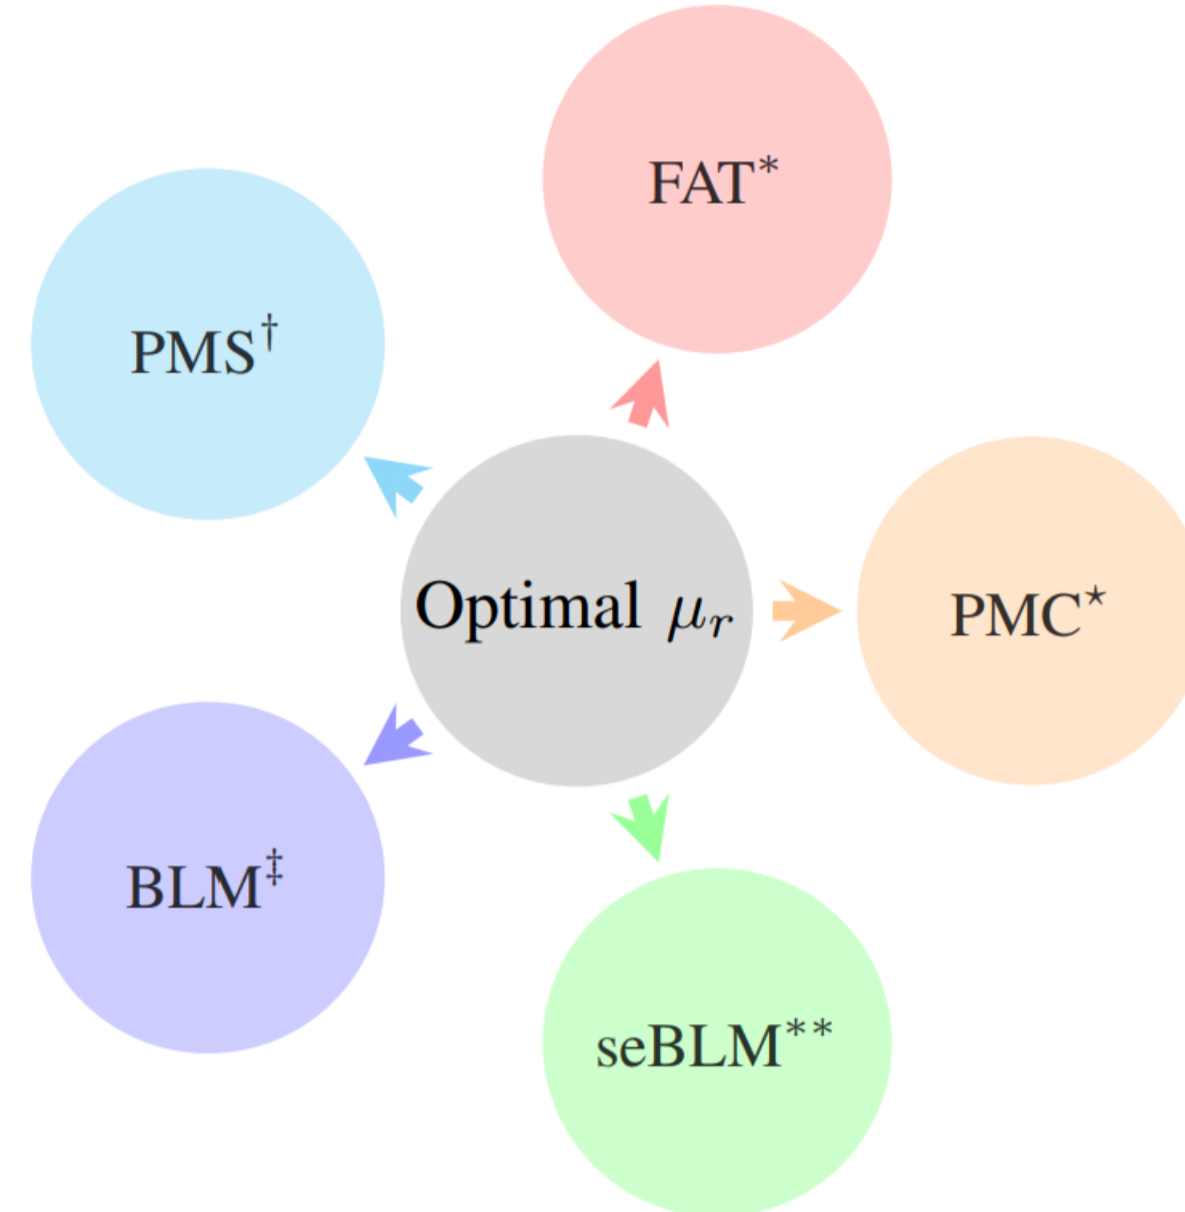 FAT*
PMS†
Optimal μr
PMC⋆
BLM‡
seBLM**